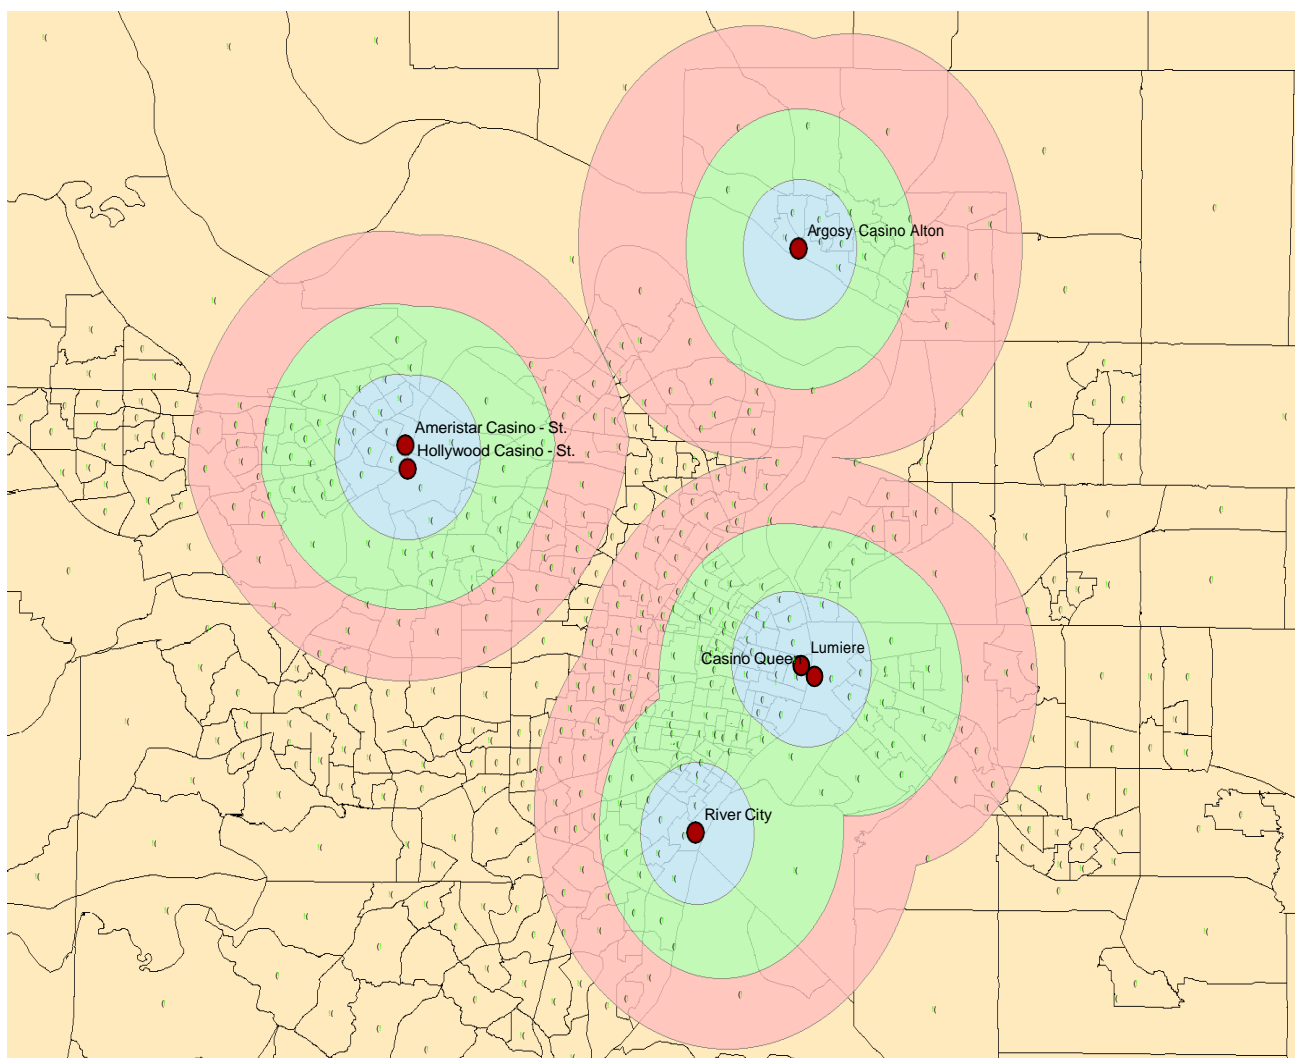 Argosy Casino Alton
Ameristar Casino - St.
Hollywood Casino - St.
Lumiere
Casino Queen
River City